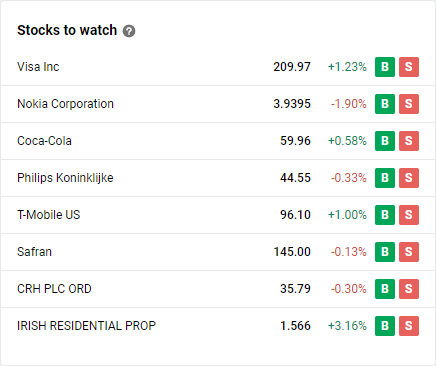 Stocks to watch ?
Visa Inc 209.97 +1.23% B S
Nokia Corporation 3.9395 -1.90% B S
Coca-Cola 59.96 +0.58% B S
Philips Koninklijke 44.55 -0.33% B S
T-Mobile US 96.10 +1.00% B S
Safran 145.00 -0.13% B S
CRH PLC ORD 35.79 -0.30% B S
IRISH RESIDENTIAL PROP 1.566 +3.16% B S